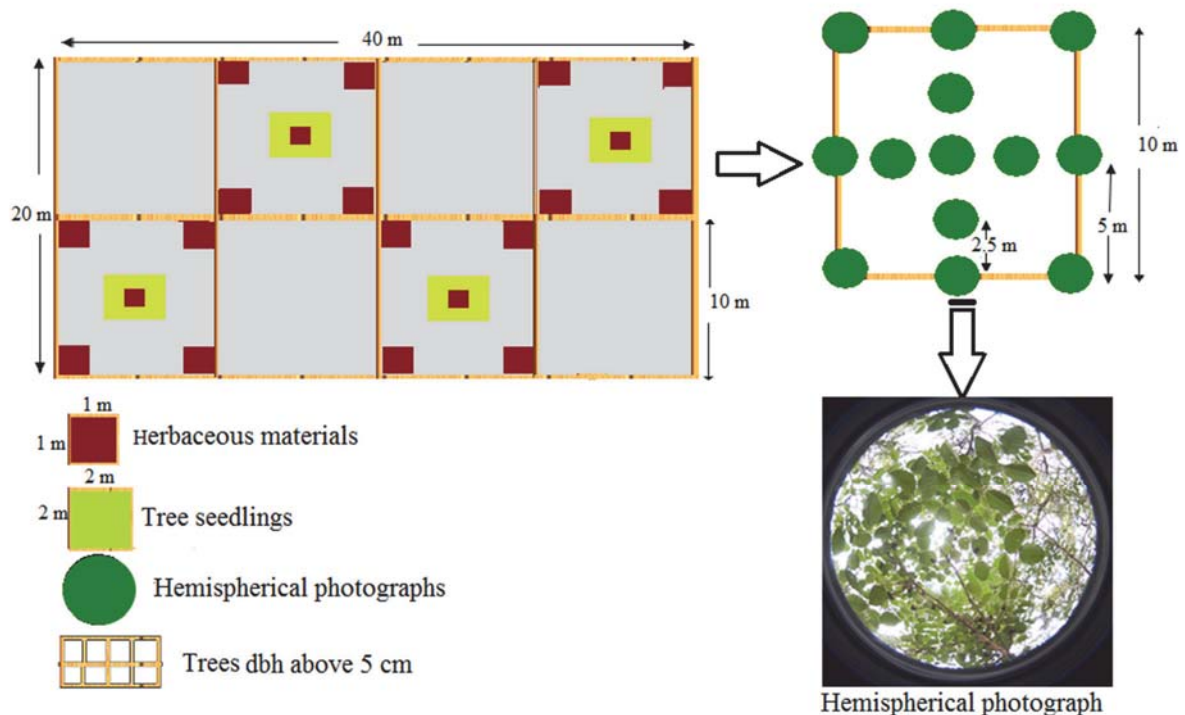 40 m
20 m
10 m
10 m
5 m
2.5 m
1 m
1 m
Herbaceous materials
2 m
2 m
Tree seedlings
Hemispherical photographs
Trees dbh above 5 cm
Hemispherical photograph